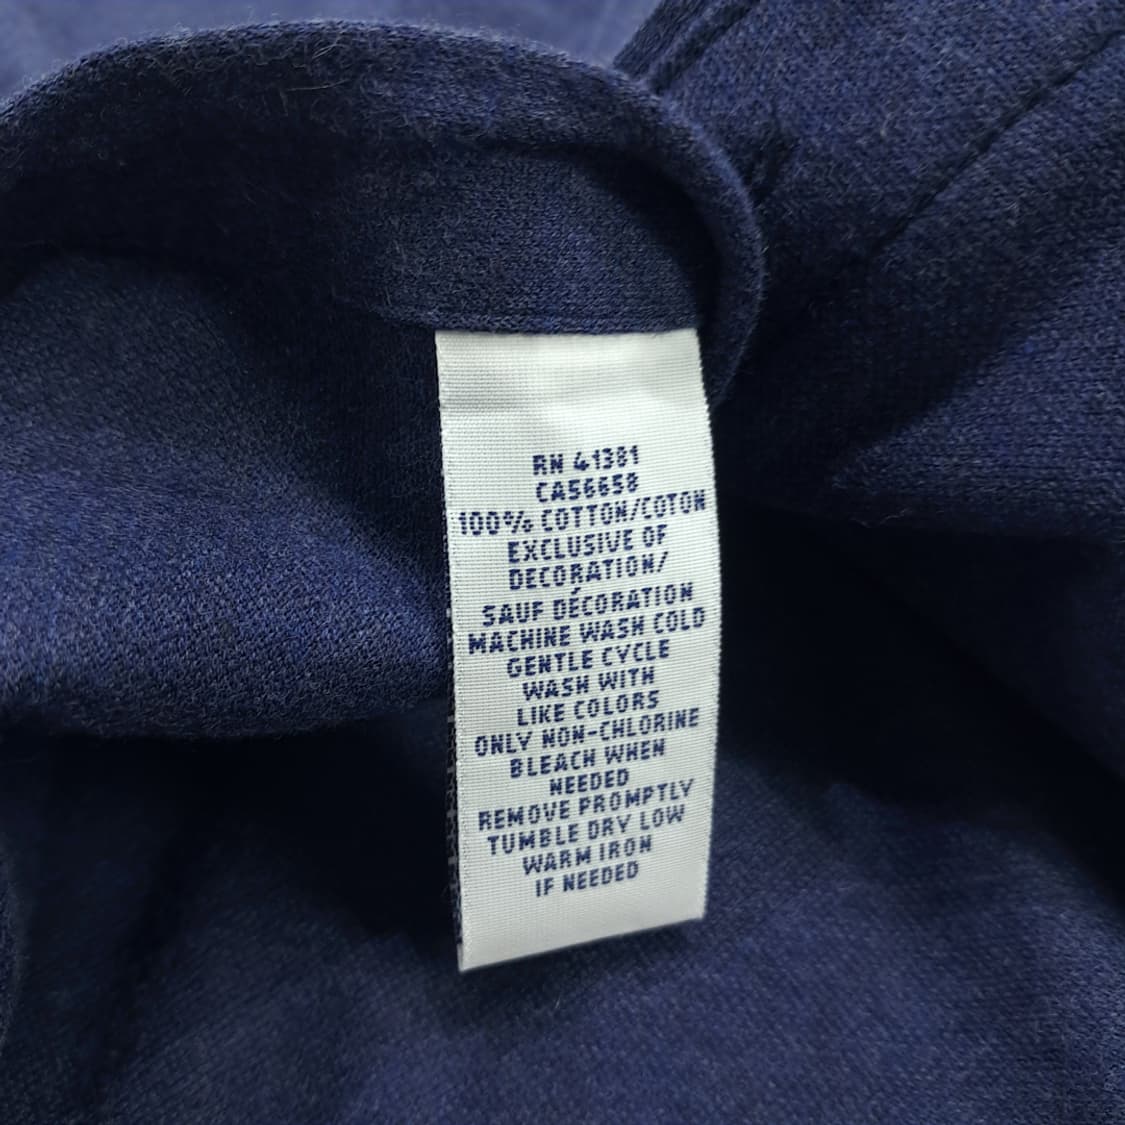 RN 41381
CA56658
100% COTTON/COTON
EXCLUSIVE OF
DECORATION/
SAUF DÉCORATION
MACHINE WASH COLD
GENTLE CYCLE
WASH WITH
LIKE COLORS
ONLY NON-CHLORINE
BLEACH WHEN
NEEDED
REMOVE PROMPTLY
TUMBLE DRY LOW
WARM IRON
IF NEEDED